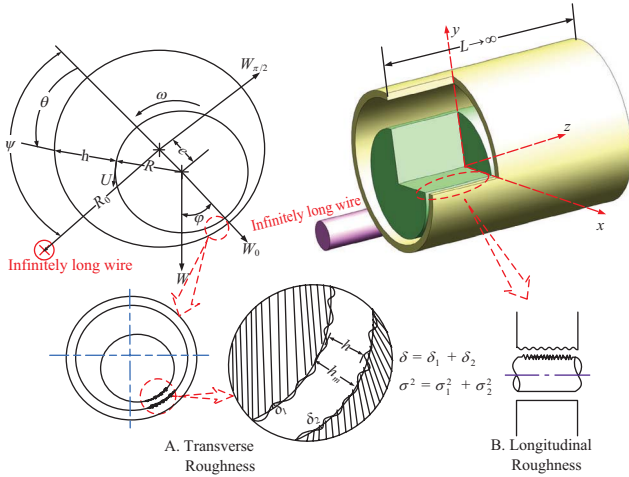 W_{π/2}
ω
θ
ψ
h
R
e
U
R_0
φ
Infinitely long wire
W_0
W
y
L→∞
z
x
Infinitely long wire
h
h_m
δ_1
δ_2
δ = δ_1 + δ_2
σ^2 = σ_1^2 + σ_2^2
A. Transverse
Roughness
B. Longitudinal
Roughness